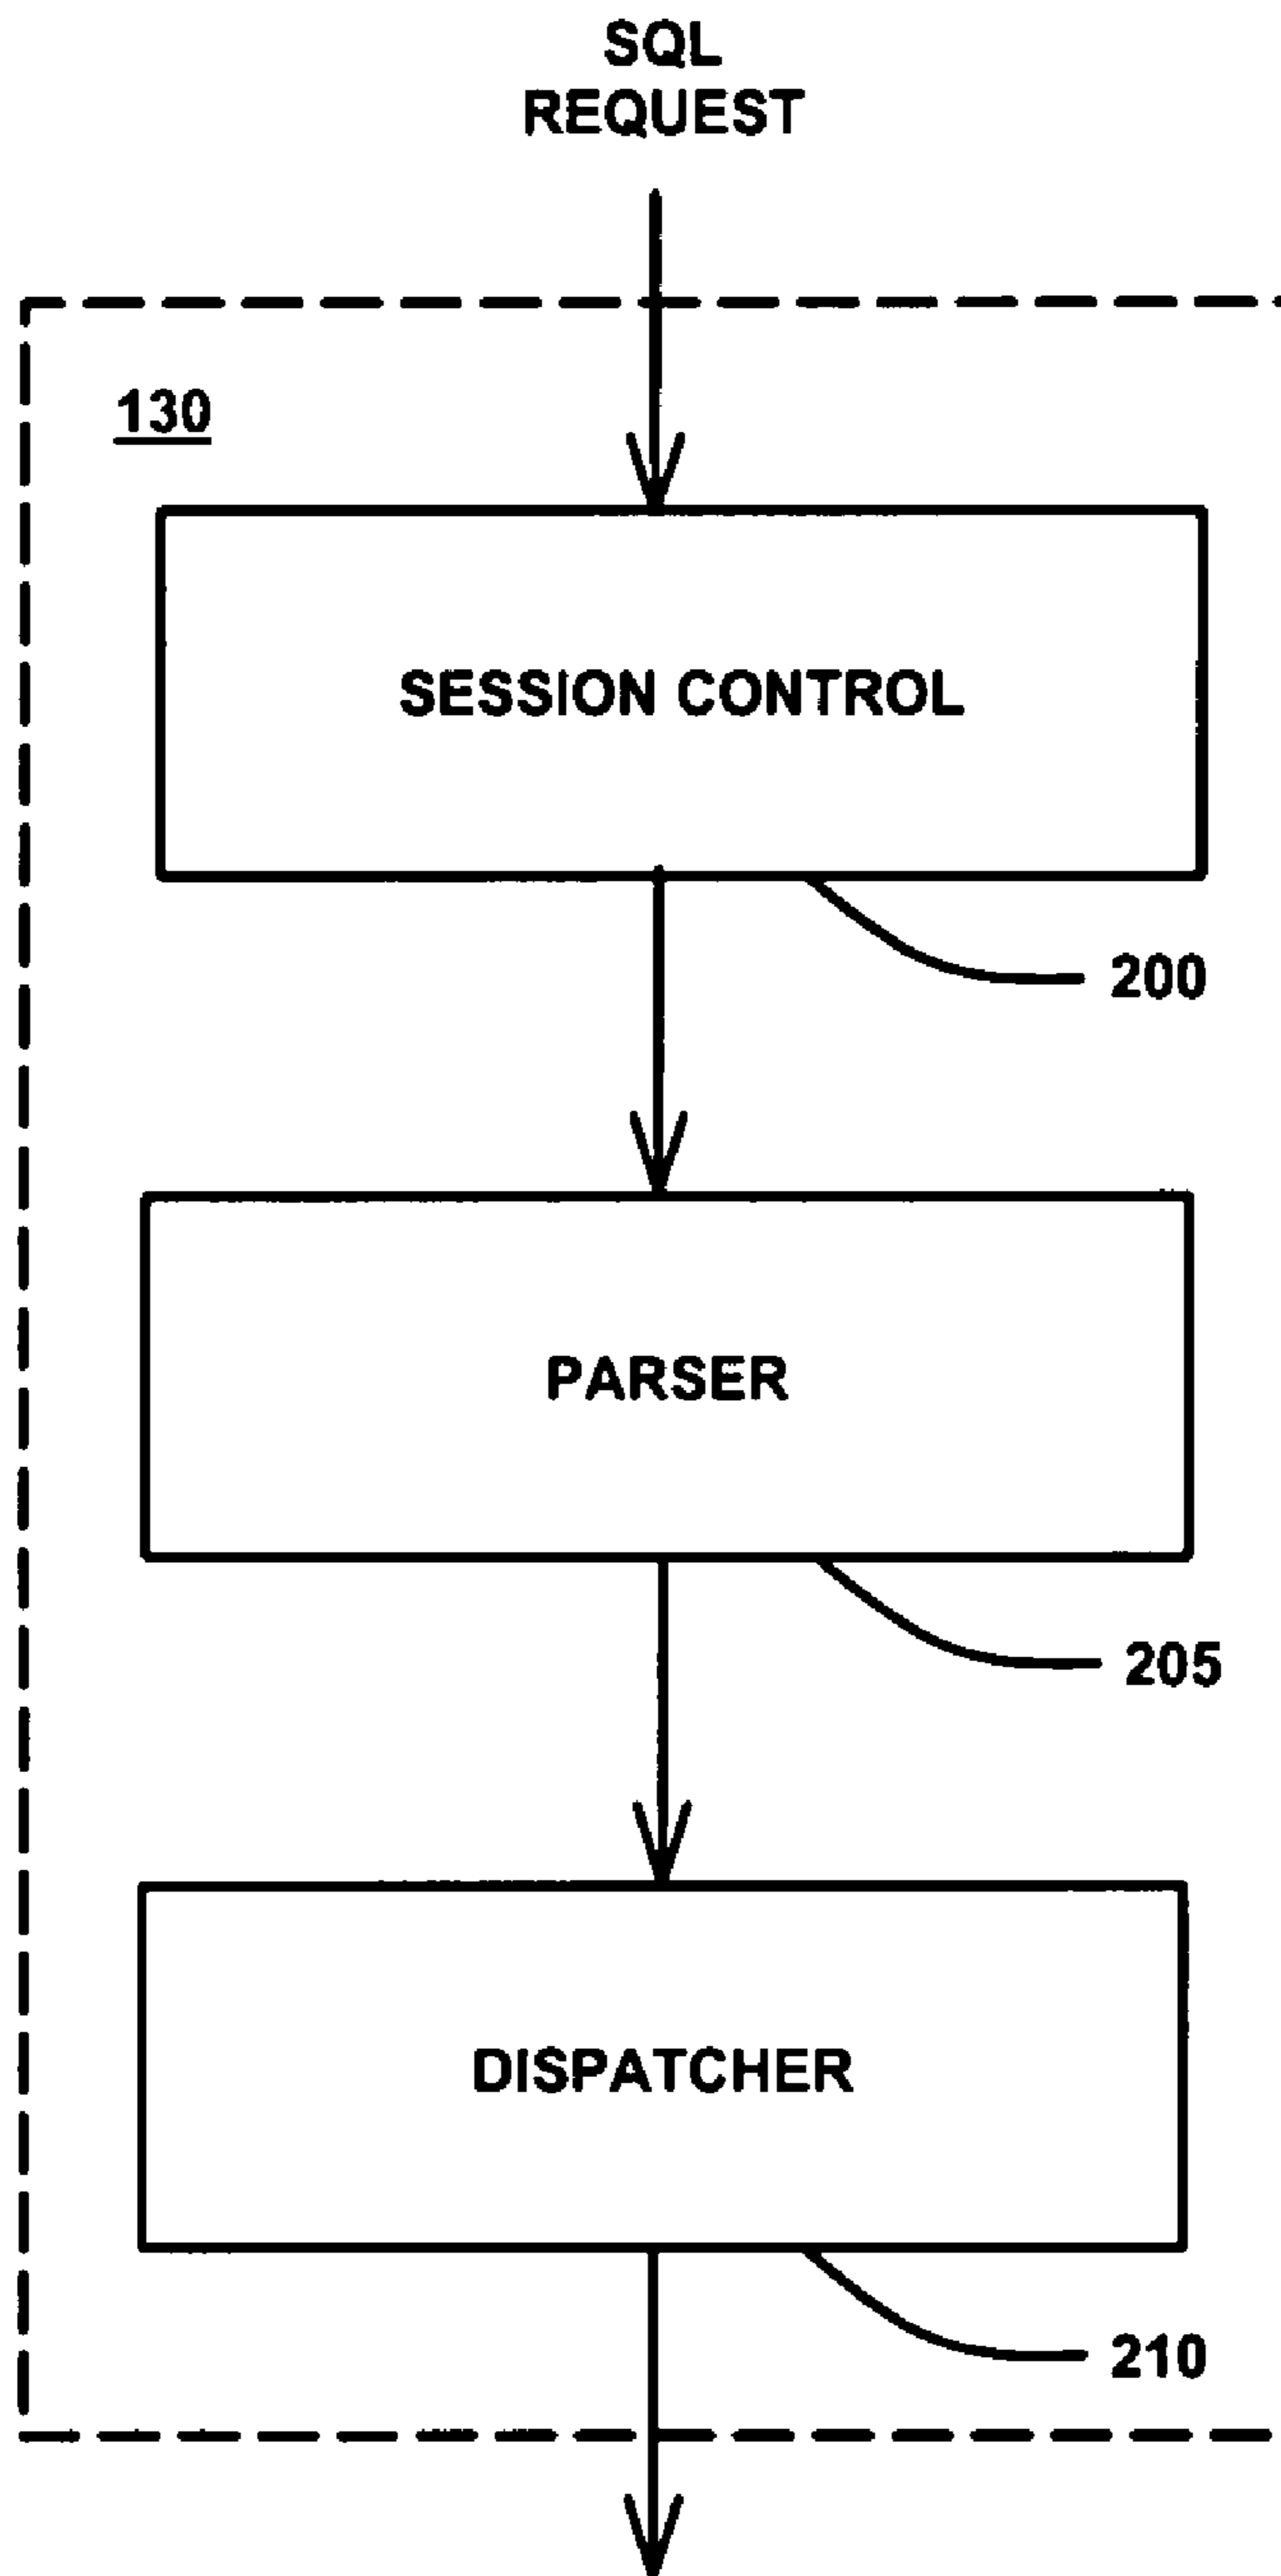 SQL
REQUEST
130
SESSION CONTROL
200
PARSER
205
DISPATCHER
210